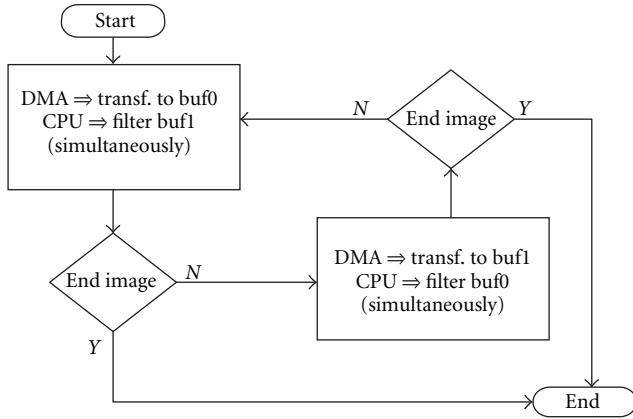 Start
DMA ⇒ transf. to buf0
CPU ⇒ filter buf1
(simultaneously)
N
End image
Y
End image
N
DMA ⇒ transf. to buf1
CPU ⇒ filter buf0
(simultaneously)
Y
End